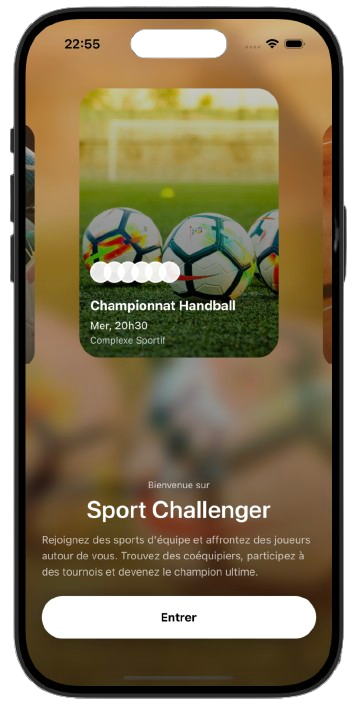 22:55
Championnat Handball
Mer, 20h30
Complexe Sportif
Bienvenue sur
Sport Challenger
Rejoignez des sports d'équipe et affrontez des joueurs
autour de vous. Trouvez des coéquipiers, participez à
des tournois et devenez le champion ultime.
Entrer